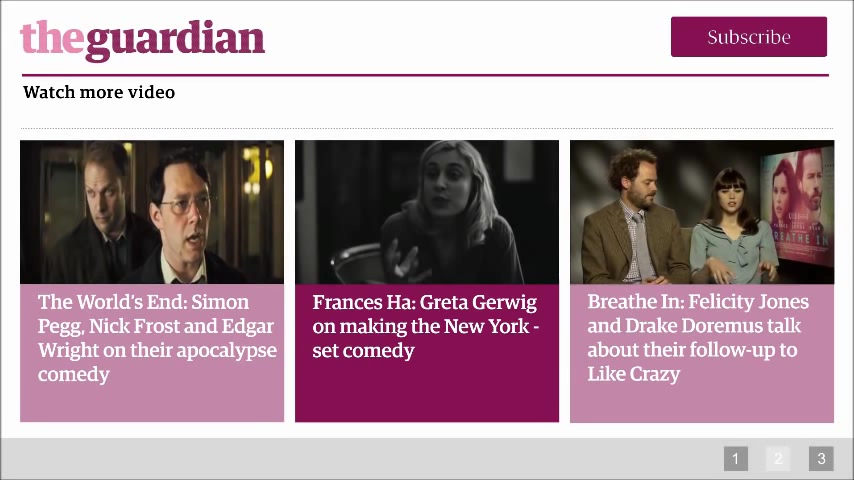 theguardian
Subscribe
Watch more video
BREATHE IN
The World's End: Simon
Pegg, Nick Frost and Edgar
Wright on their apocalypse
comedy
Frances Ha: Greta Gerwig
on making the New York -
set comedy
Breathe In: Felicity Jones
and Drake Doremus talk
about their follow-up to
Like Crazy
1
2
3